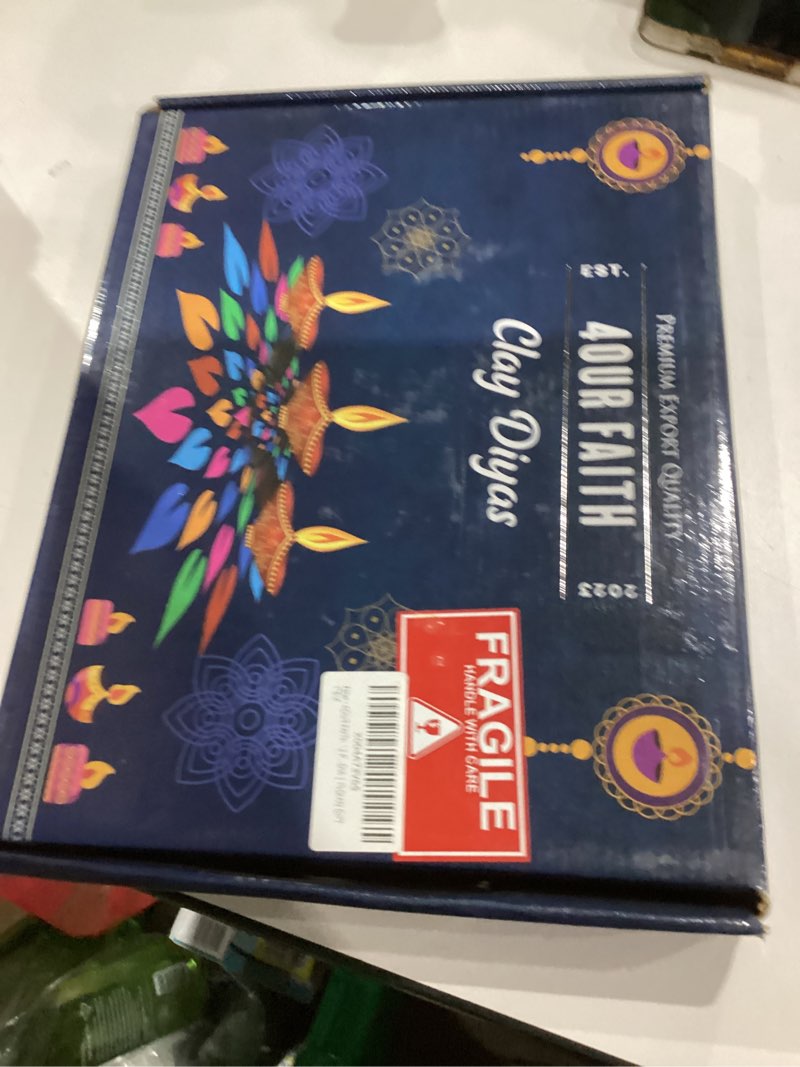 PREMIUM EXPORT QUALITY
EST.
4OUR FAITH
2023
Clay Diyas
FRAGILE
HANDLE WITH CARE